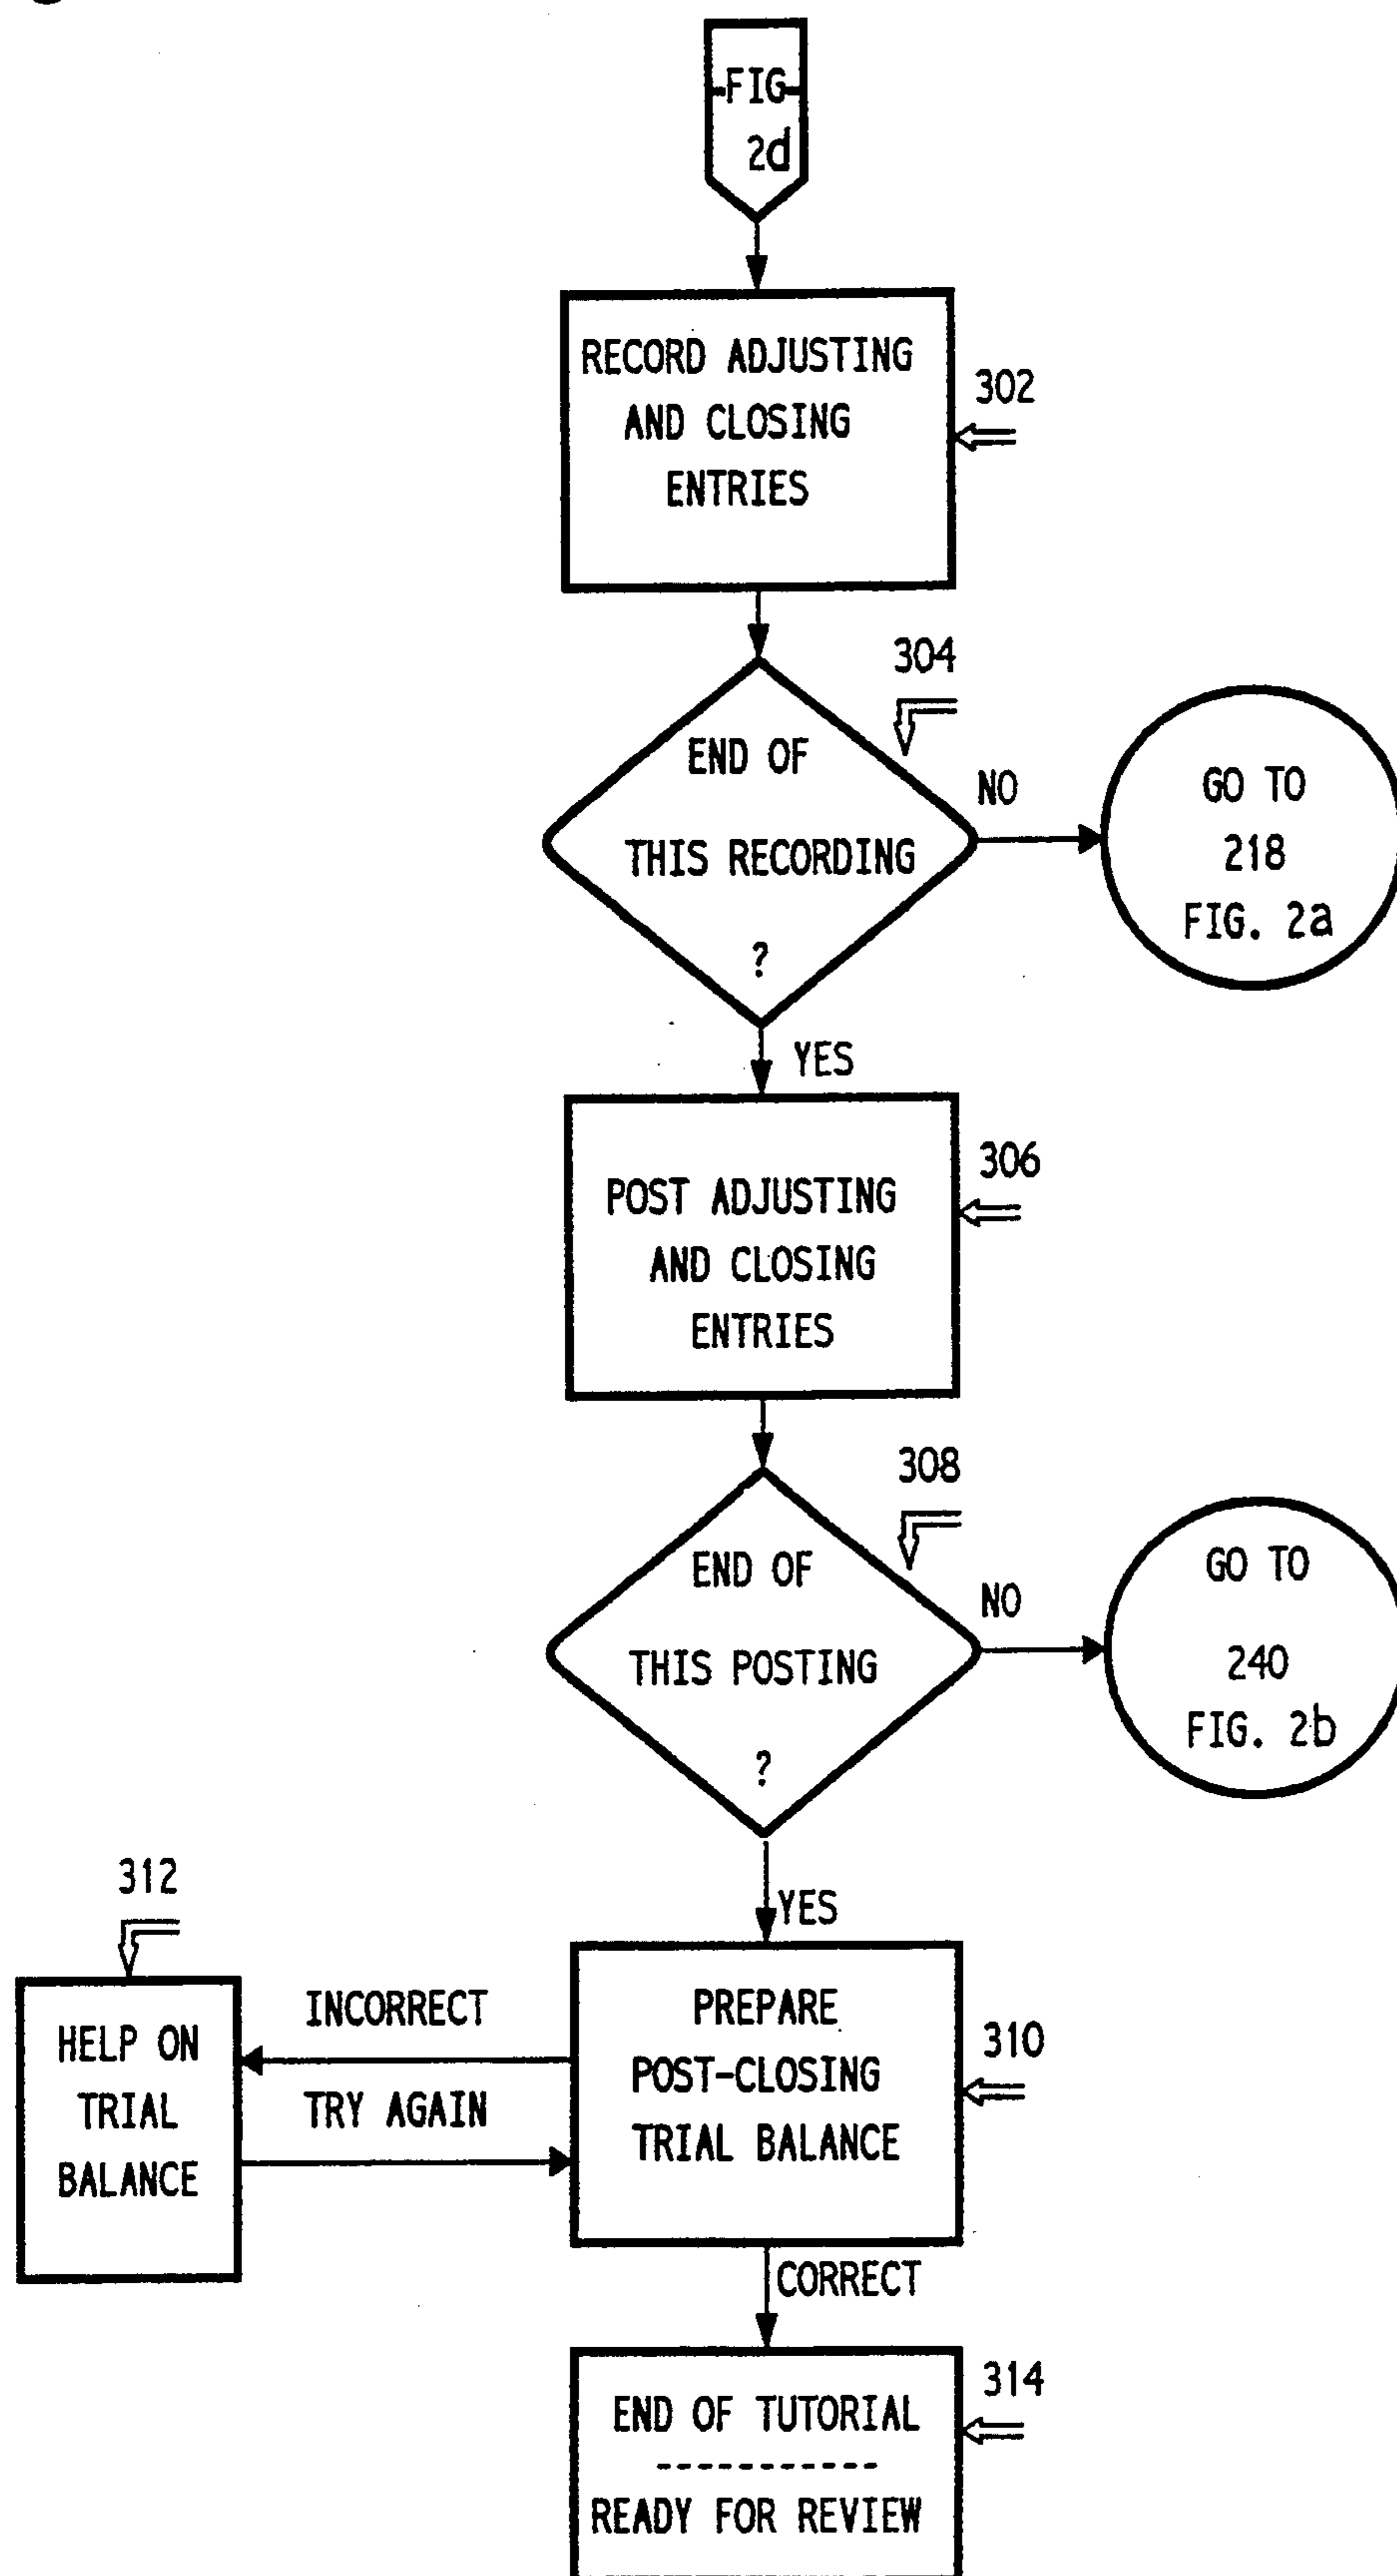 FIG
2d
RECORD ADJUSTING
AND CLOSING
ENTRIES
302
304
END OF
THIS RECORDING
?
NO
GO TO
218
FIG. 2a
YES
POST ADJUSTING
AND CLOSING
ENTRIES
306
308
END OF
THIS POSTING
?
NO
GO TO
240
FIG. 2b
YES
312
HELP ON
TRIAL
BALANCE
INCORRECT
TRY AGAIN
PREPARE
POST-CLOSING
TRIAL BALANCE
310
CORRECT
END OF TUTORIAL
-----------
READY FOR REVIEW
314